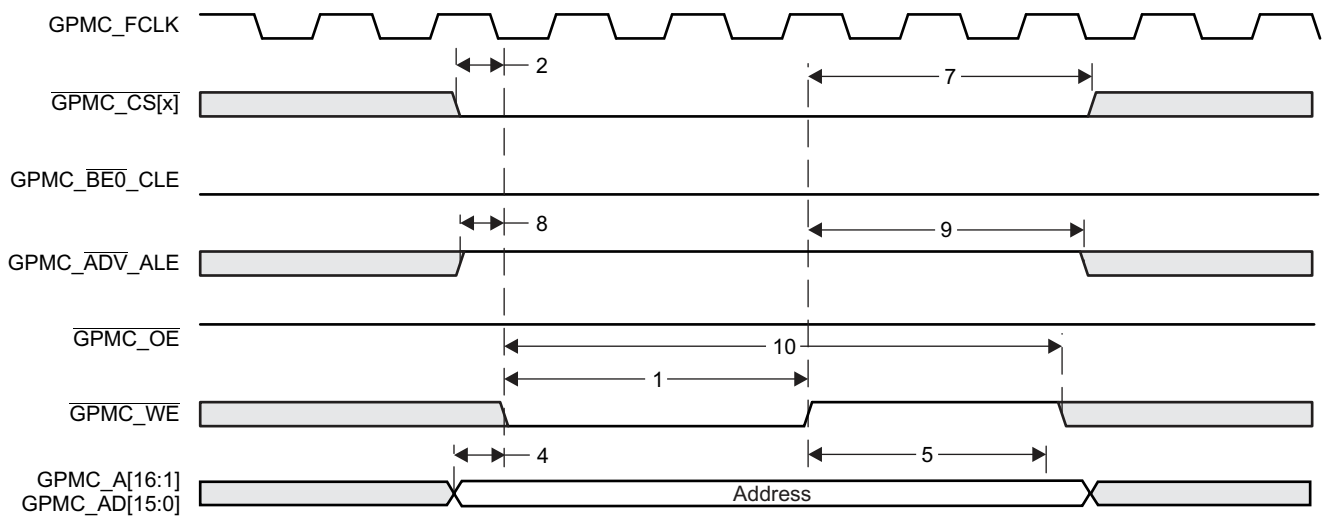 GPMC_FCLK
2
7
GPMC_CS[x]
GPMC_BE0_CLE
8
9
GPMC_ADV_ALE
GPMC_OE
10
1
GPMC_WE
4
5
GPMC_A[16:1]
GPMC_AD[15:0]
Address